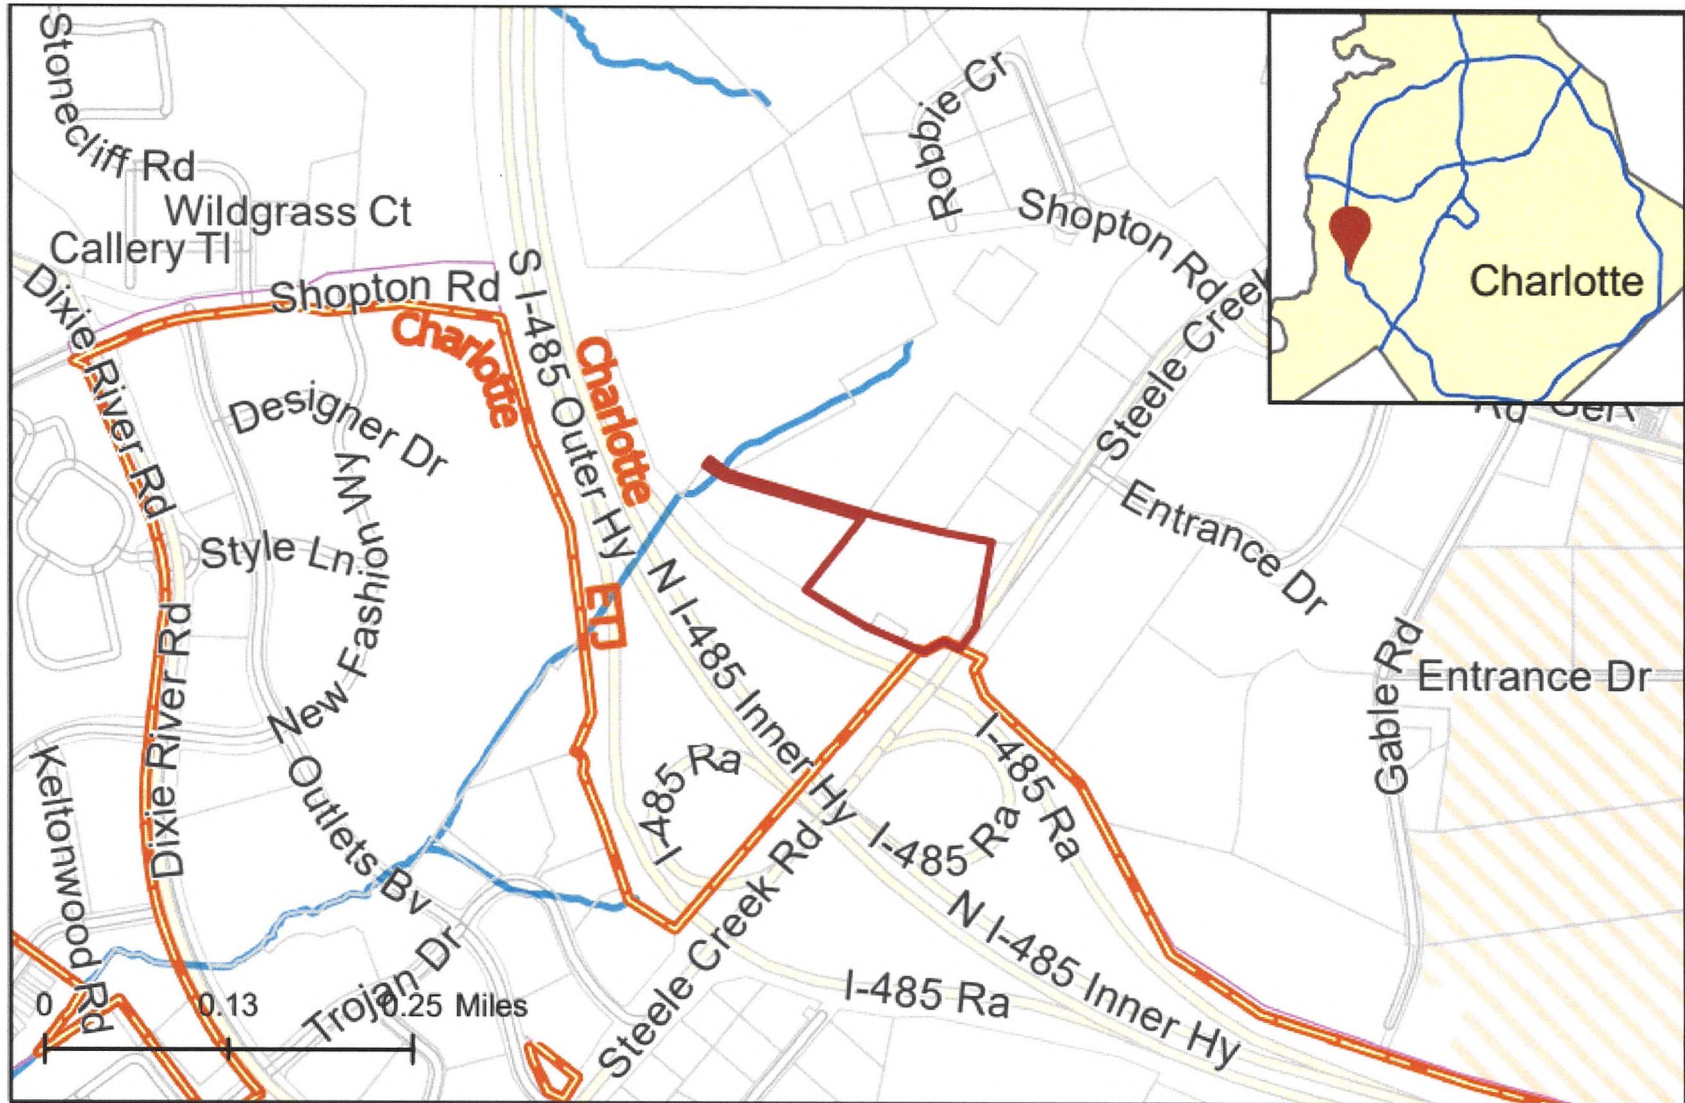 Stonecliff Rd
Wildgrass Ct
Callery Tl
Robbie Cr
Shopton Rd
Steele Creek
Charlotte
Dixie River Rd
Shopton Rd
S I-485 Outer Hy
Charlotte
Charlotte
Designer Dr
Style Ln
New Fashion Wy
ETJ
N I-485 Inner Hy
Entrance Dr
Rd
Entrance Dr
Gable Rd
Dixie River Rd
Keltonwood Rd
Outlets Bv
I-485 Ra
I-485 Ra
I-485 Ra
Steele Creek Rd
N I-485 Inner Hy
I-485 Ra
Trojan Dr
0 0.13 0.25 Miles